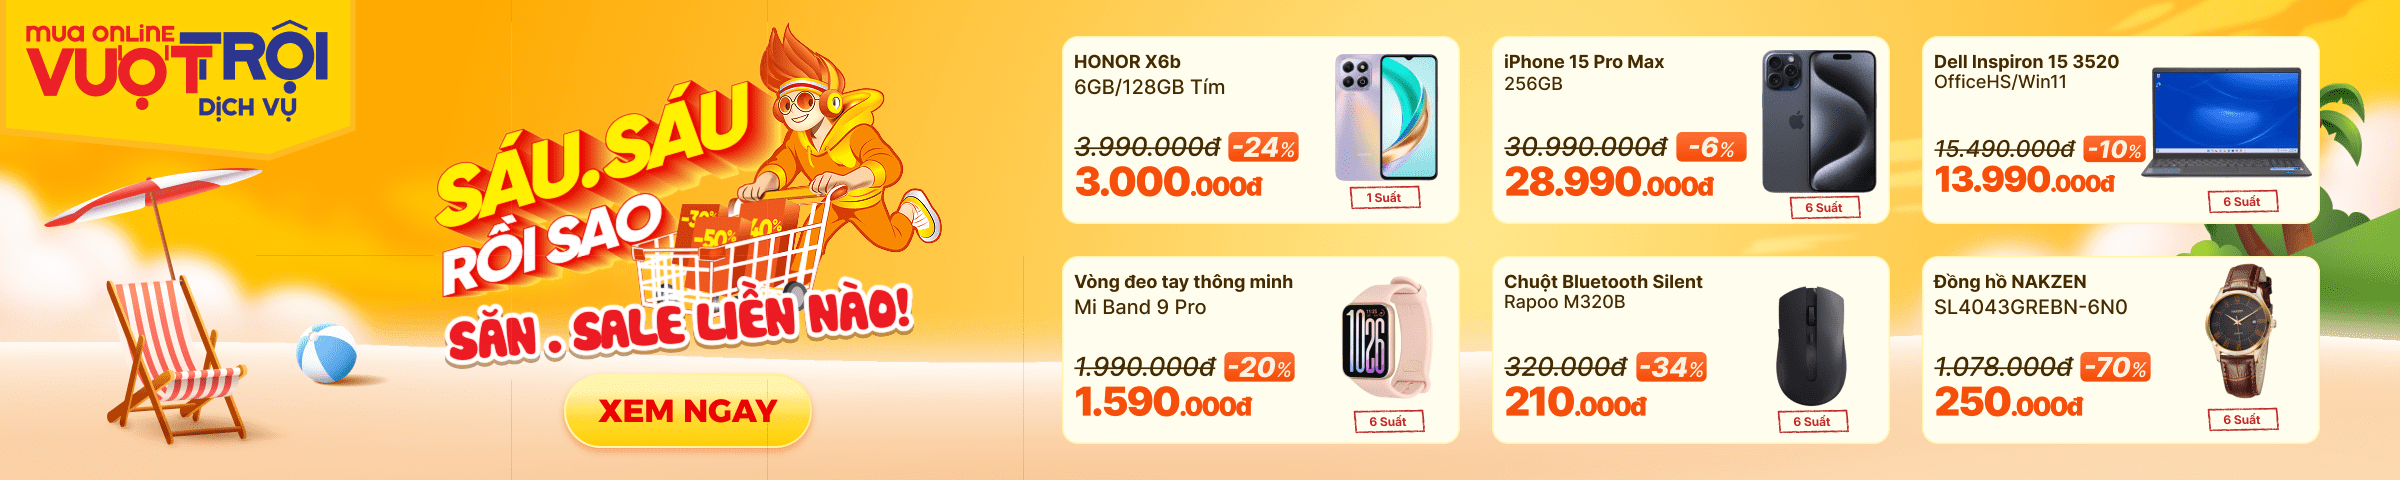 mua online
VƯỢT TRỘI
DỊCH VỤ
SÁU.SÁU
RỒI SAO
-30%
-50%
40%
SĂN . SALE LIỀN NÀO!
XEM NGAY
HONOR X6b
6GB/128GB Tím
3.990.000đ -24%
3.000.000đ
1 Suất
iPhone 15 Pro Max
256GB
30.990.000đ -6%
28.990.000đ
6 Suất
Dell Inspiron 15 3520
OfficeHS/Win11
15.490.000đ -10%
13.990.000đ
6 Suất
Vòng đeo tay thông minh
Mi Band 9 Pro
1.990.000đ -20%
1.590.000đ
1026
6 Suất
Chuột Bluetooth Silent
Rapoo M320B
320.000đ -34%
210.000đ
6 Suất
Đồng hồ NAKZEN
SL4043GREBN-6N0
1.078.000đ -70%
250.000đ
6 Suất